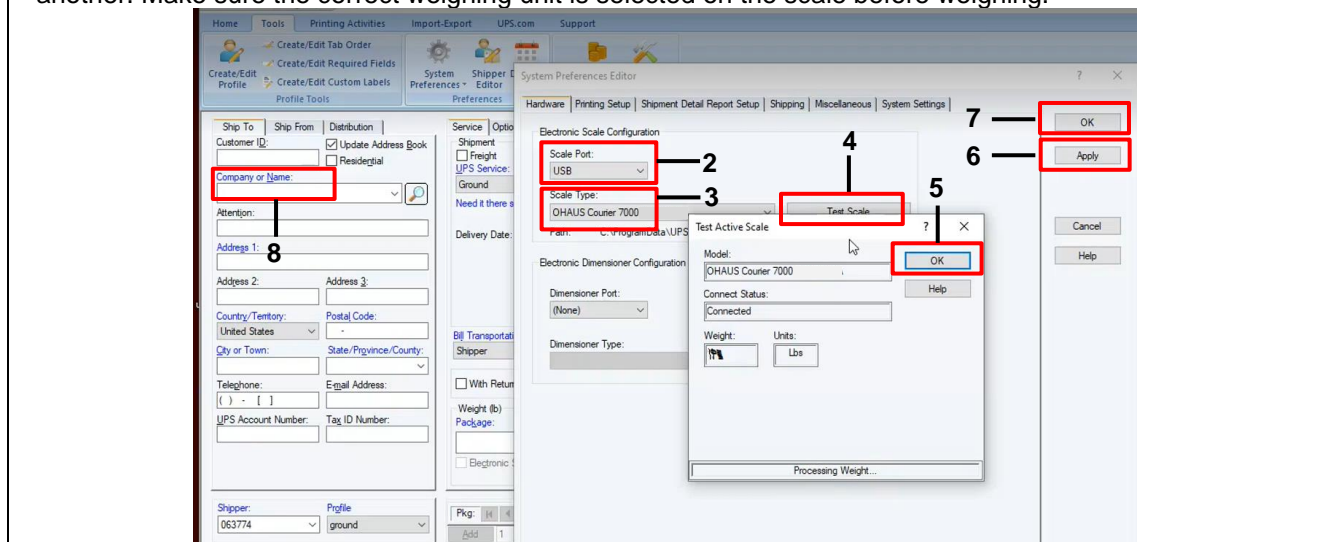 another. Make sure the correct weighing unit is selected on the scale before weighing.
Home Tools Printing Activities Import-Export UPS.com Support
Create/Edit Profile
Create/Edit Tab Order
Create/Edit Required Fields
Create/Edit Custom Labels
Profile Tools
System Preferences
Shipper Editor
Preferences
System Preferences Editor
? ×
Hardware Printing Setup Shipment Detail Report Setup Shipping Miscellaneous System Settings
7
OK
6
Apply
Cancel
Help
Electronic Scale Configuration
Scale Port:
USB
2
Scale Type:
OHAUS Courier 7000
3
4
Test Scale
5
Electronic Dimensioner Configuration
Dimensioner Port:
(None)
Dimensioner Type:
Test Active Scale
? ×
Model:
OHAUS Courier 7000
OK
Help
Connect Status:
Connected
Weight: Units:
Lbs
Processing Weight...
Ship To Ship From Distribution
Customer ID:
Update Address Book
Residential
Company or Name:
8
Attention:
Address 1:
Address 2: Address 3:
Country/Territory: Postal Code:
United States -
City or Town: State/Province/County:
Telephone: E-mail Address:
( ) - [ ]
UPS Account Number: Tax ID Number:
Shipper: Profile
063774 ground
Service
Shipment
Freight
UPS Service:
Ground
Need it there
Delivery Date:
Shipper
With
Weight (lb)
Package:
Electronic
Pkg:
Add 1